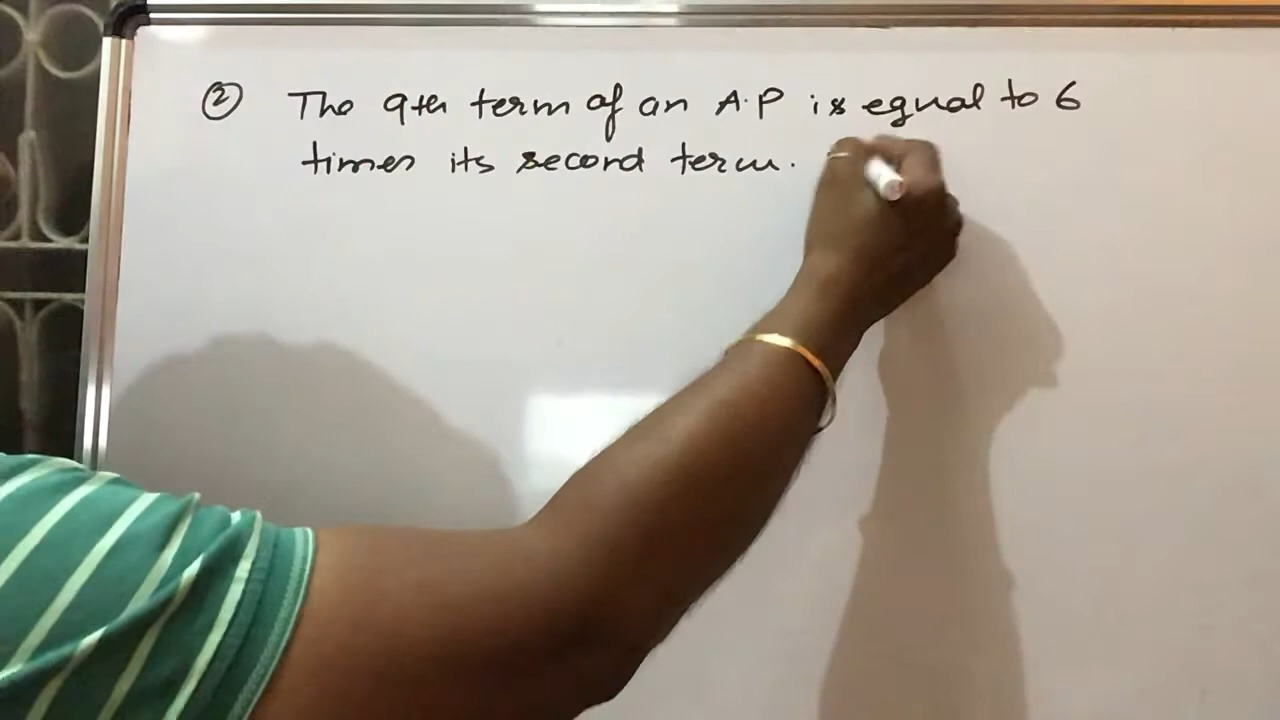 ② The 9th term of an A.P is equal to 6
times its second term.